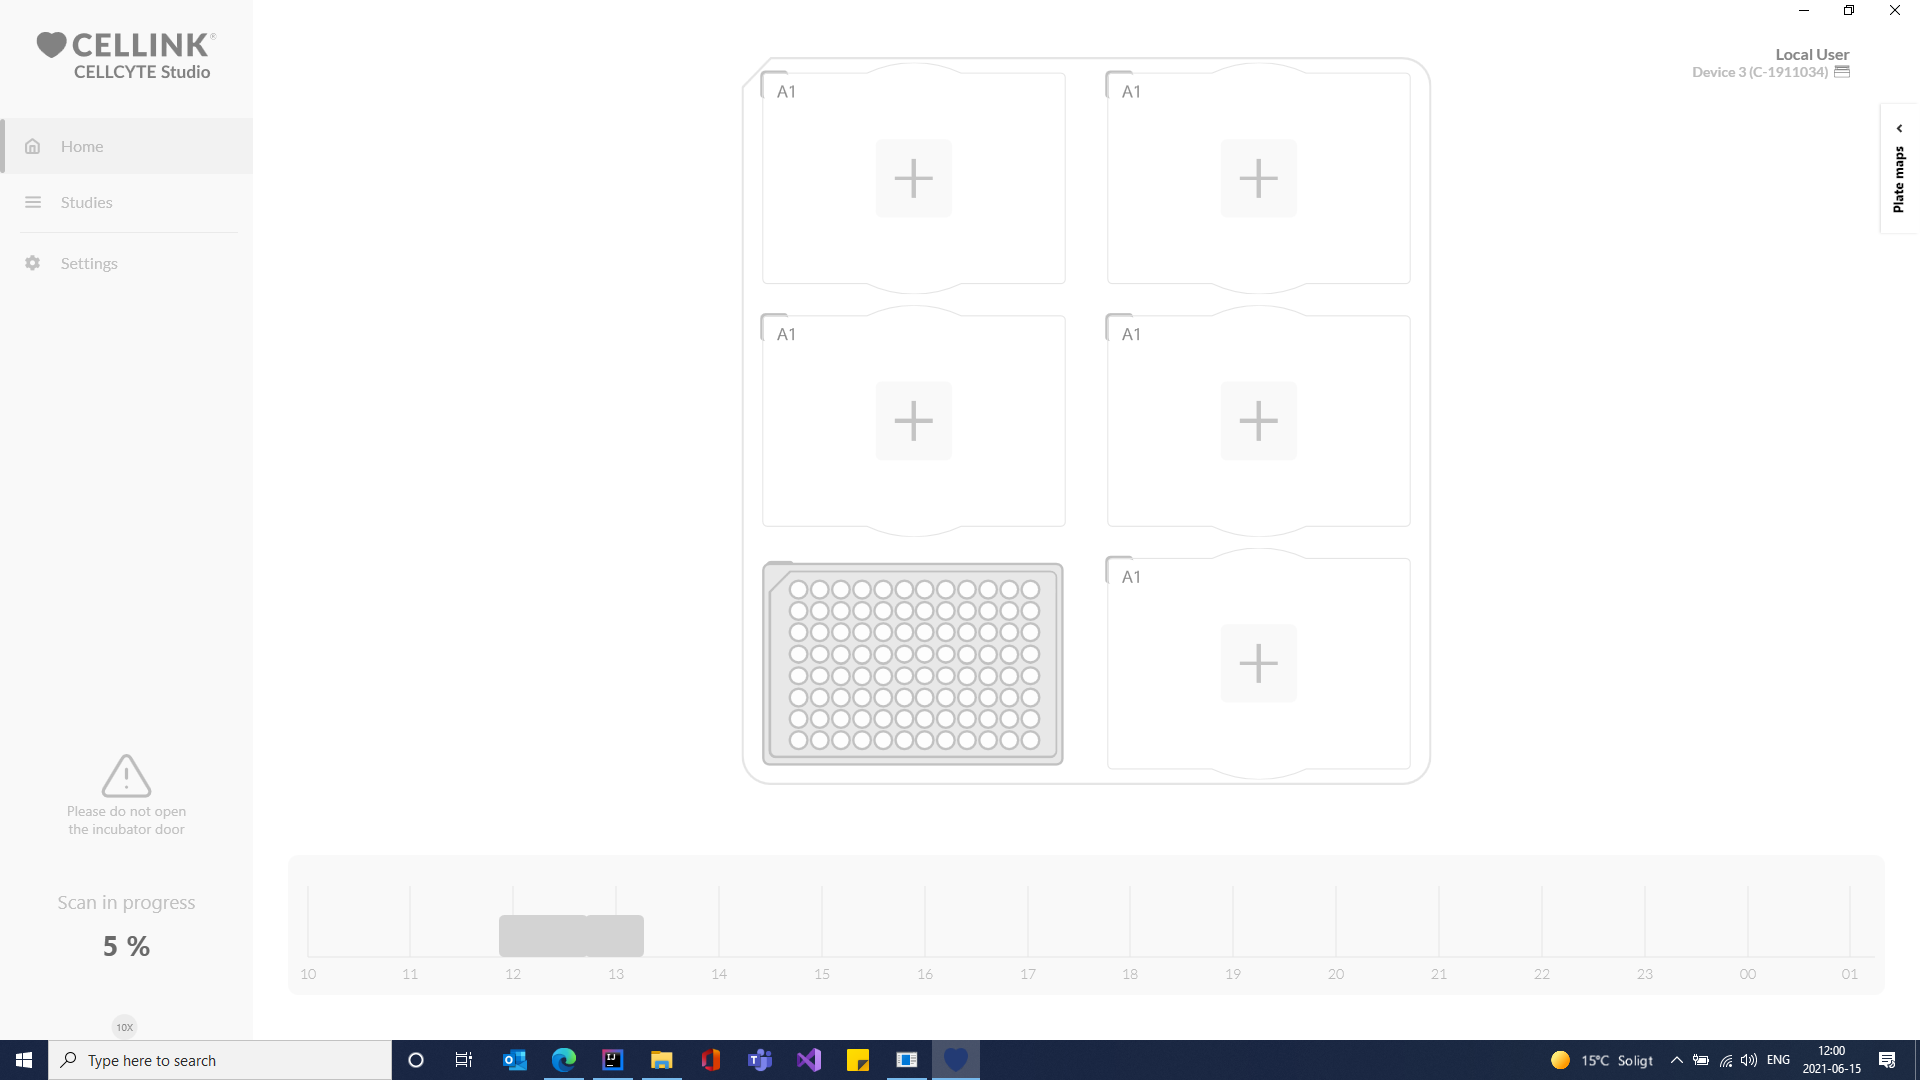 CELLINK®
CELLCYTE Studio
Home
Studies
Settings
Please do not open
the incubator door
Scan in progress
5 %
10X
Local User
Device 3 (C-1911034)
Plate maps
A1
A1
A1
A1
A1
10 11 12 13 14 15 16 17 18 19 20 21 22 23 00 01
Type here to search
15°C Soligt
ENG
12:00
2021-06-15